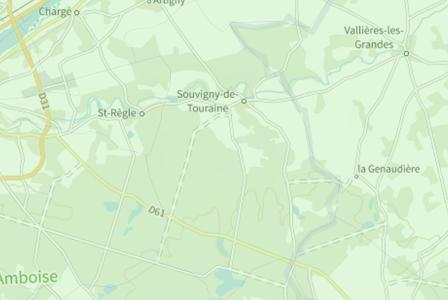 Chargé
d'Artigny
Vallières-les-
Grandes
D31
Souvigny-de-
Touraine
St-Règle
la Genaudière
D61
Amboise